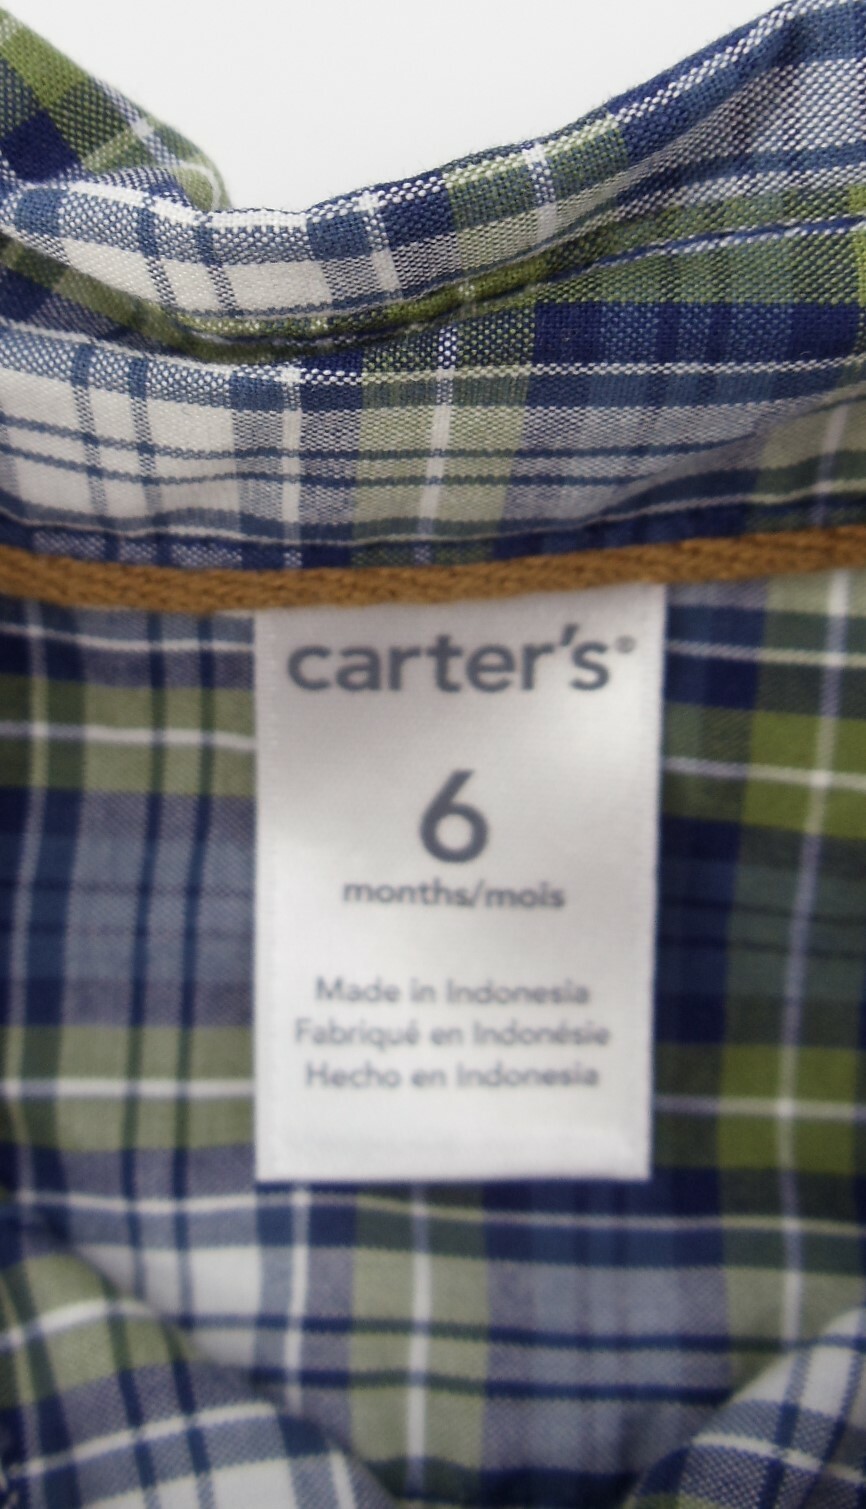 carter's®
6
months/mois
Made in Indonesia
Fabriqué en Indonésie
Hecho en Indonesia